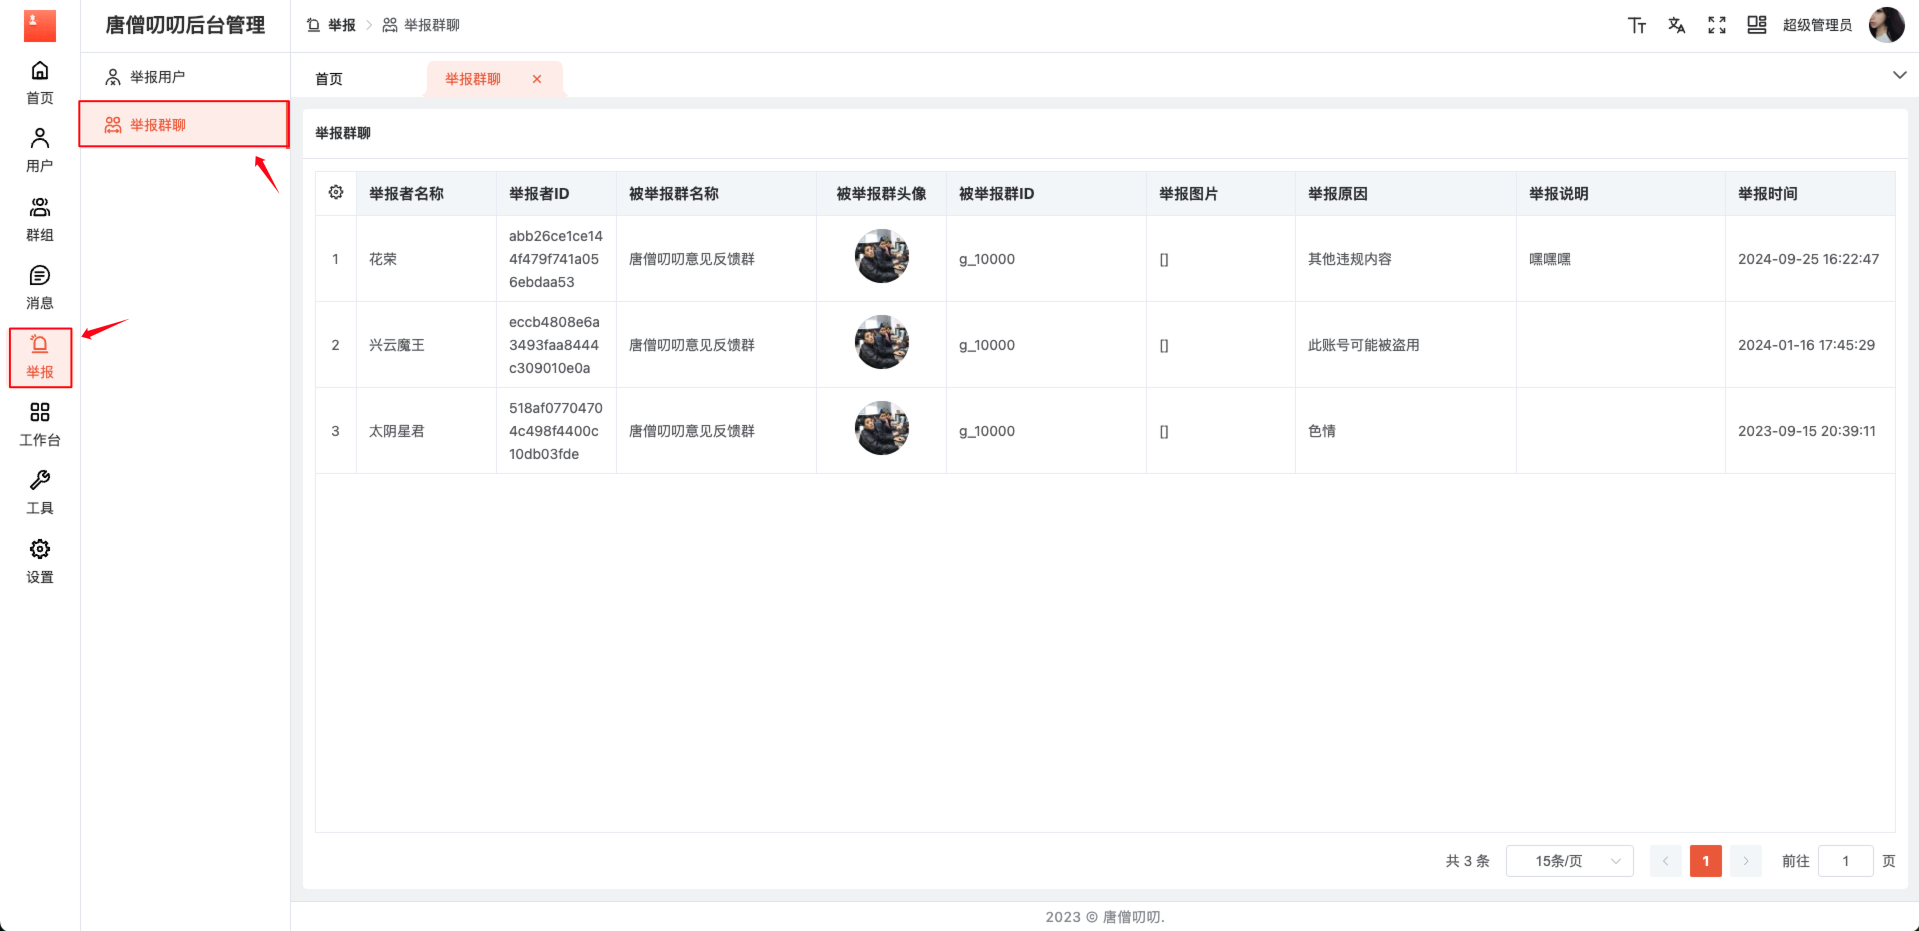 唐僧叨叨后台管理
举报 > 举报群聊
超级管理员
首页
用户
群组
消息
举报
工作台
工具
设置
举报用户
举报群聊
首页
举报群聊 ×
举报群聊
举报者名称 举报者ID 被举报群名称 被举报群头像 被举报群ID 举报图片 举报原因 举报说明 举报时间
1 花荣 abb26ce1ce14 唐僧叨叨意见反馈群 g_10000 [] 其他违规内容 嘿嘿嘿 2024-09-25 16:22:47
4f479f741a05
6ebdaa53
2 兴云魔王 eccb4808e6a 唐僧叨叨意见反馈群 g_10000 [] 此账号可能被盗用 2024-01-16 17:45:29
3493faa8444
c309010e0a
3 太阴星君 518af0770470 唐僧叨叨意见反馈群 g_10000 [] 色情 2023-09-15 20:39:11
4c498f4400c
10db03fde
共 3 条 15条/页 < 1 > 前往 1 页
2023 © 唐僧叨叨.